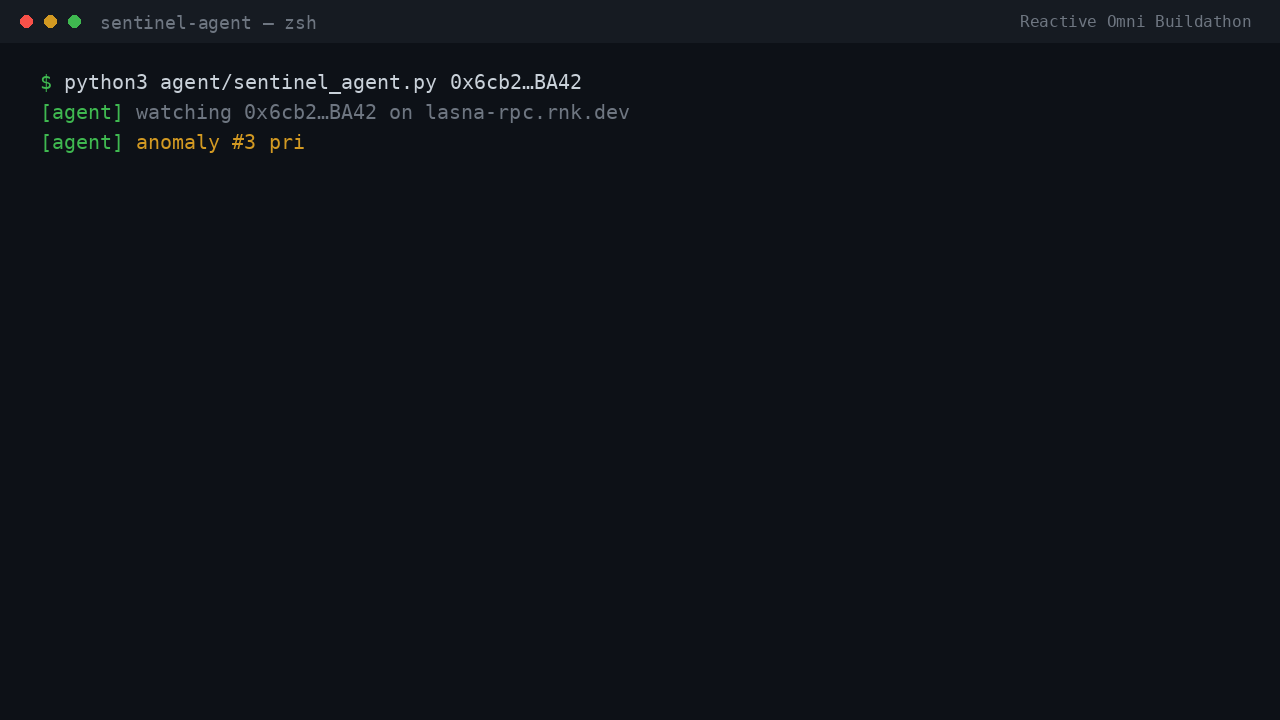 sentinel-agent — zsh
Reactive Omni Buildathon
$ python3 agent/sentinel_agent.py 0x6cb2…BA42
[agent] watching 0x6cb2…BA42 on lasna-rpc.rnk.dev
[agent] anomaly #3 pri